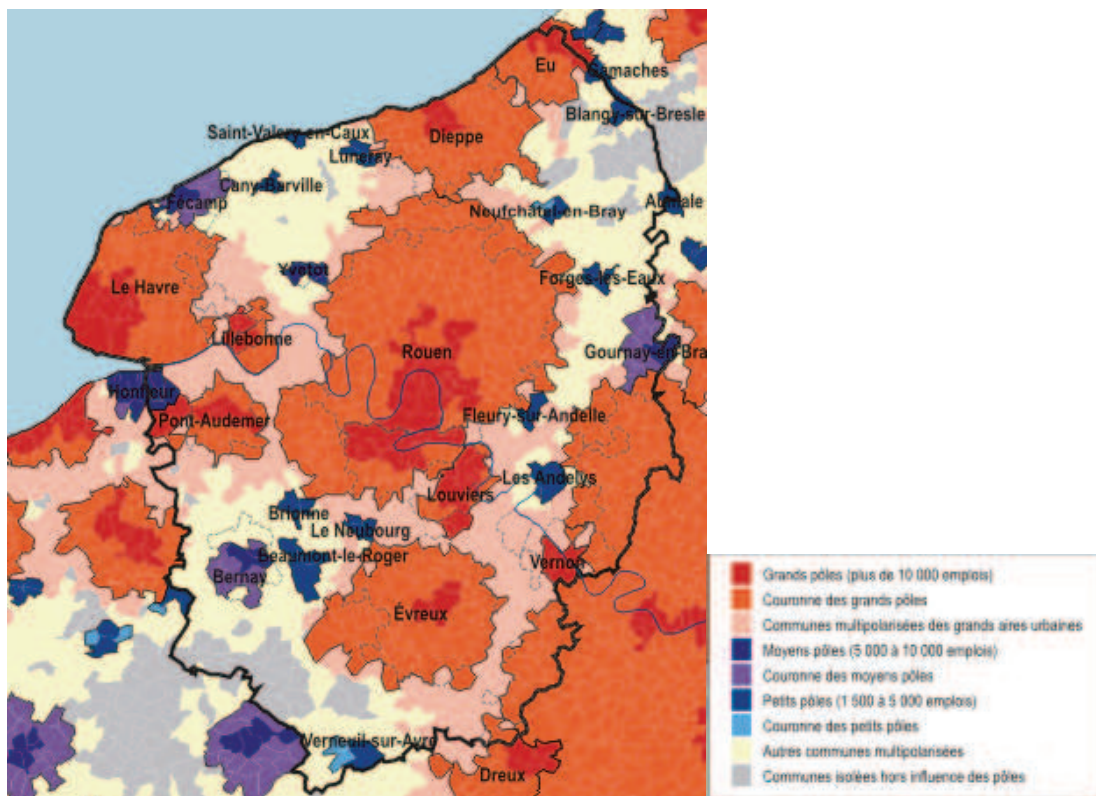 Eu
Gamaches
Blangy-sur-Bresle
Dieppe
Saint-Valery-en-Caux
Luneray
Cany-Barville
Fécamp
Aumale
Neufchâtel-en-Bray
Yvetot
Forges-les-Eaux
Le Havre
Lillebonne
Rouen
Gournay-en-Bra
Honfleur
Pont-Audemer
Fleury-sur-Andelle
Les Andelys
Louviers
Brionne
Le Neubourg
Beaumont-le-Roger
Vernon
Bernay
Évreux
Verneuil-sur-Avre
Dreux
Grands pôles (plus de 10 000 emplois)
Couronne des grands pôles
Communes multipolarisées des grands aires urbaines
Moyens pôles (5 000 à 10 000 emplois)
Couronne des moyens pôles
Petits pôles (1 500 à 5 000 emplois)
Couronne des petits pôles
Autres communes multipolarisées
Communes isolées hors influence des pôles